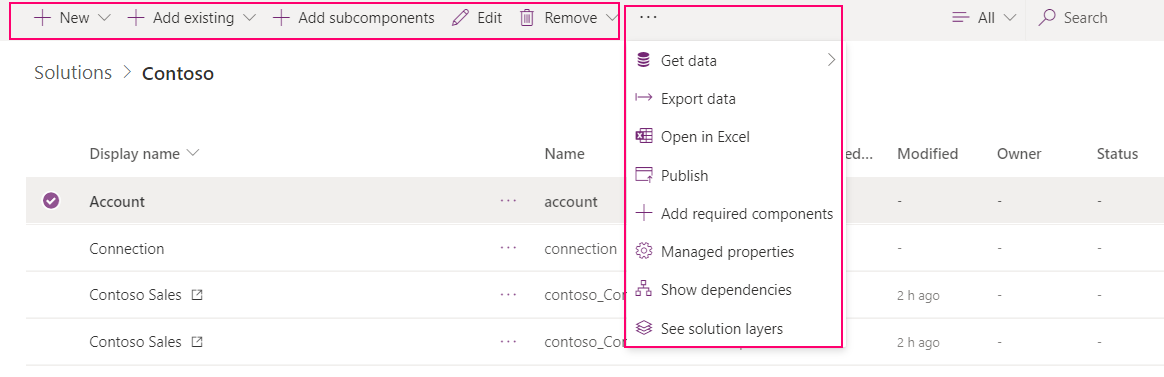 New Add existing Add subcomponents Edit Remove ... All Search
Solutions > Contoso
Get data
Export data
Open in Excel
Publish
Add required components
Managed properties
Show dependencies
See solution layers
Display name Name ed... Modified Owner Status
Account ... account - - -
Connection ... connection - - -
Contoso Sales ... contoso_Cor 2 h ago - -
Contoso Sales ... contoso_Cor 2 h ago - -